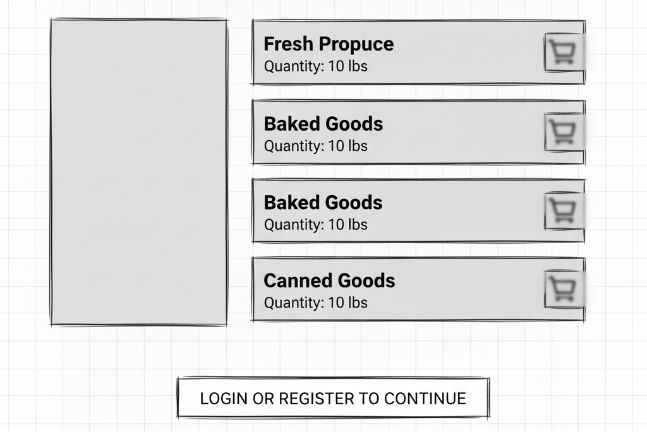 Fresh Propuce
Quantity: 10 lbs
Baked Goods
Quantity: 10 lbs
Baked Goods
Quantity: 10 lbs
Canned Goods
Quantity: 10 lbs
LOGIN OR REGISTER TO CONTINUE